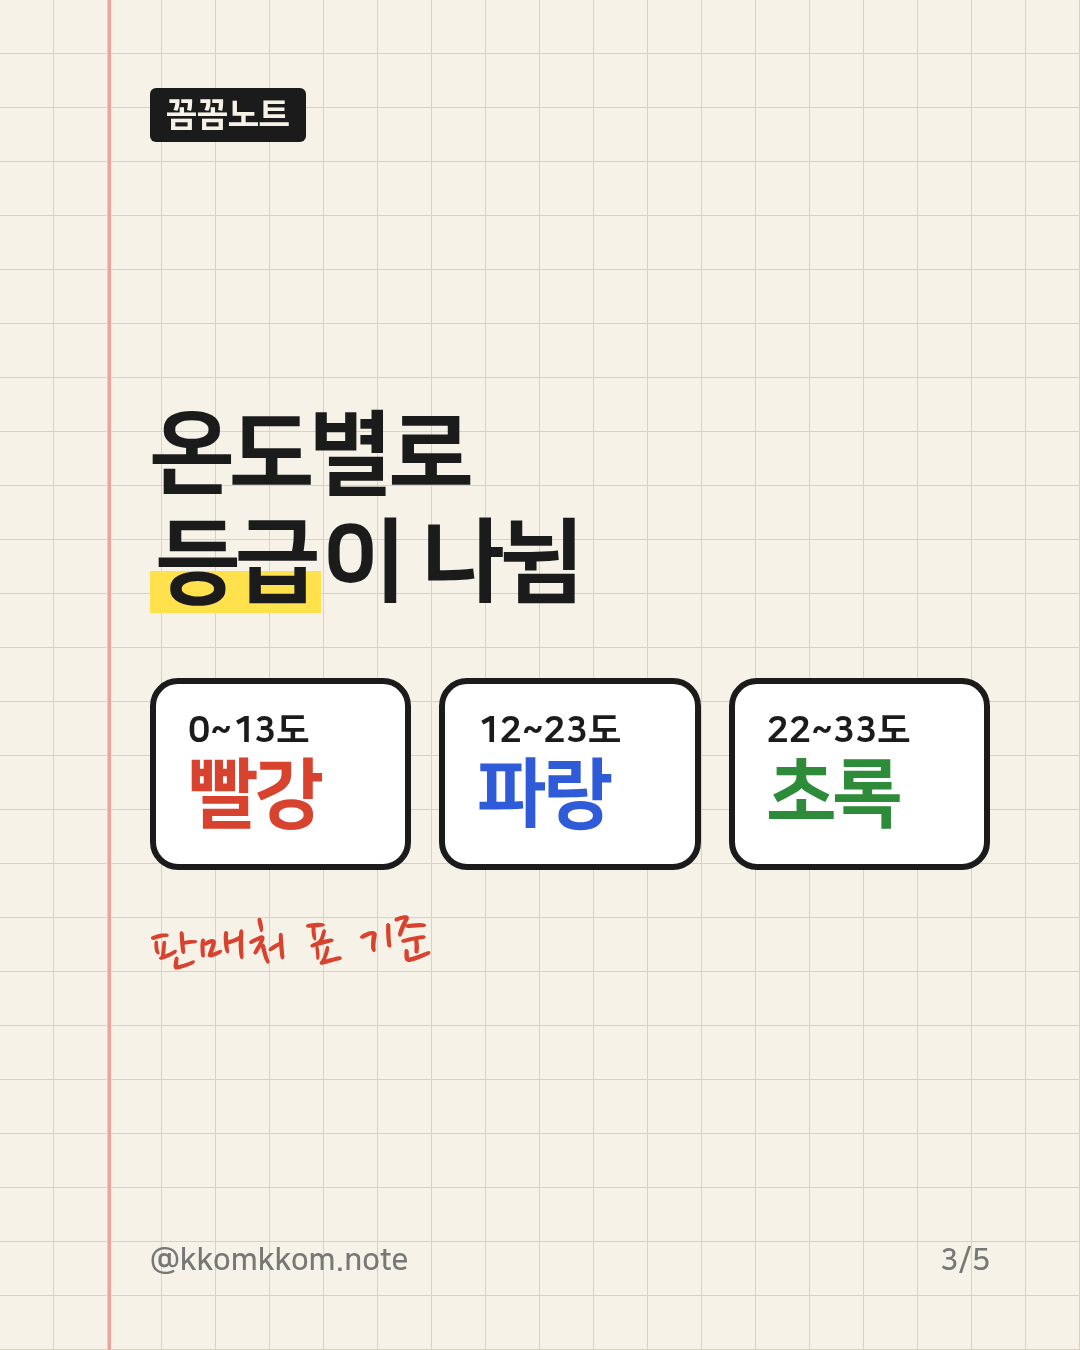 꼼꼼노트
온도별로
등급이 나뉨
0~13도
빨강
12~23도
파랑
22~33도
초록
판매처 표 기준
@kkomkkom.note
3/5